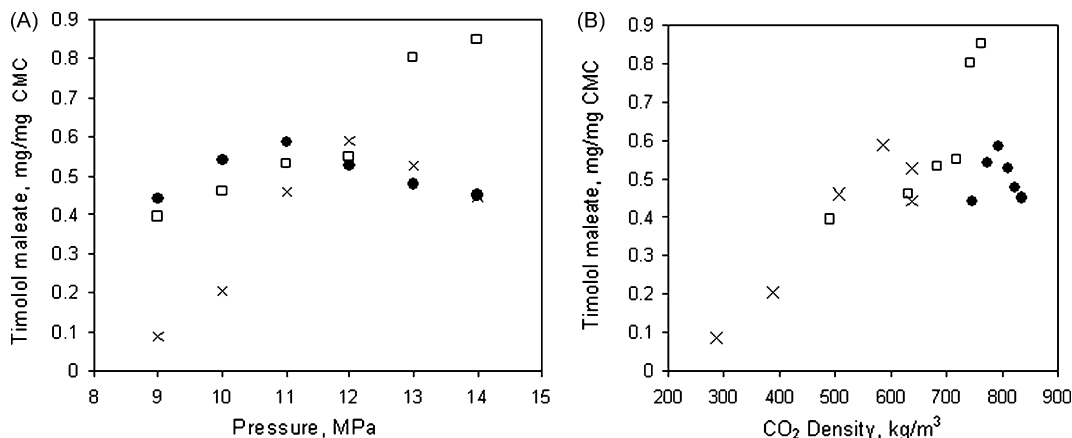 (A)
Timolol maleate, mg/mg CMC
0.9
0.8
0.7
0.6
0.5
0.4
0.3
0.2
0.1
0
8 9 10 11 12 13 14 15
Pressure, MPa
(B)
Timolol maleate, mg/mg CMC
0.9
0.8
0.7
0.6
0.5
0.4
0.3
0.2
0.1
0
200 300 400 500 600 700 800 900
CO₂ Density, kg/m³